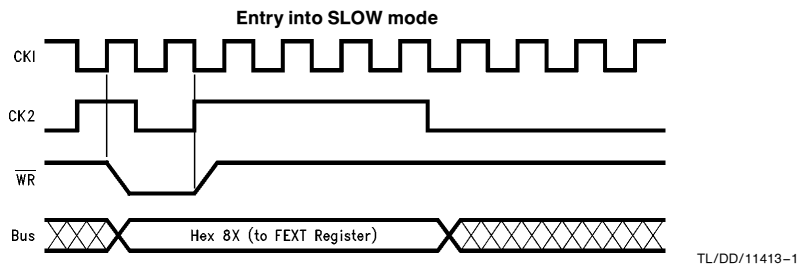 Entry into SLOW mode
CKI
CK2
WR
Bus
Hex 8X (to FEXT Register)
TL/DD/11413–1